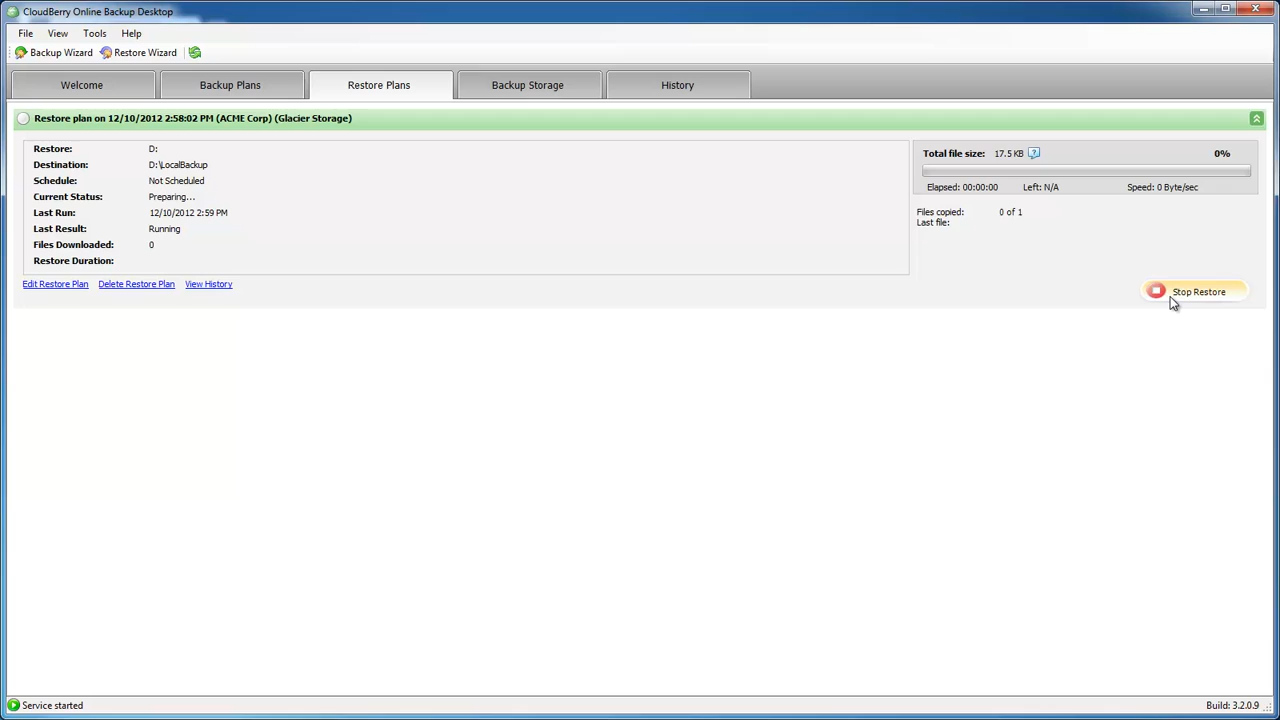 CloudBerry Online Backup Desktop
File View Tools Help
Backup Wizard Restore Wizard
Welcome Backup Plans Restore Plans Backup Storage History
Restore plan on 12/10/2012 2:58:02 PM (ACME Corp) (Glacier Storage)
Restore: D:
Destination: D:\LocalBackup
Schedule: Not Scheduled
Current Status: Preparing...
Last Run: 12/10/2012 2:59 PM
Last Result: Running
Files Downloaded: 0
Restore Duration:
Edit Restore Plan Delete Restore Plan View History
Total file size: 17.5 KB ? 0%
Elapsed: 00:00:00 Left: N/A Speed: 0 Byte/sec
Files copied: 0 of 1
Last file:
Stop Restore
Service started
Build: 3.2.0.9